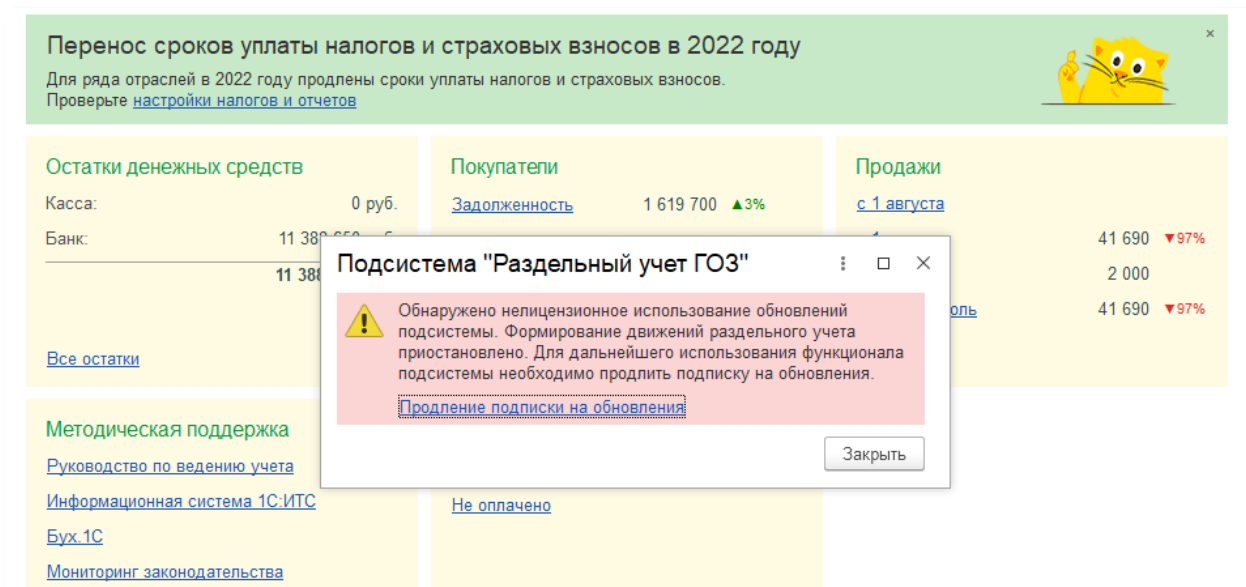 Перенос сроков уплаты налогов и страховых взносов в 2022 году
×
Для ряда отраслей в 2022 году продлены сроки уплаты налогов и страховых взносов.
Проверьте настройки налогов и отчетов
Остатки денежных средств
Касса: 0 руб.
Банк: 11 38
11 388
Все остатки
Покупатели
Задолженность 1 619 700 ▲3%
Не оплачено
Продажи
с 1 августа
41 690 ▼97%
2 000
41 690 ▼97%
Подсистема "Раздельный учет ГОЗ"
Обнаружено нелицензионное использование обновлений
подсистемы. Формирование движений раздельного учета
приостановлено. Для дальнейшего использования функционала
подсистемы необходимо продлить подписку на обновления.
Продление подписки на обновления
Закрыть
Методическая поддержка
Руководство по ведению учета
Информационная система 1С:ИТС
Бух.1С
Мониторинг законодательства